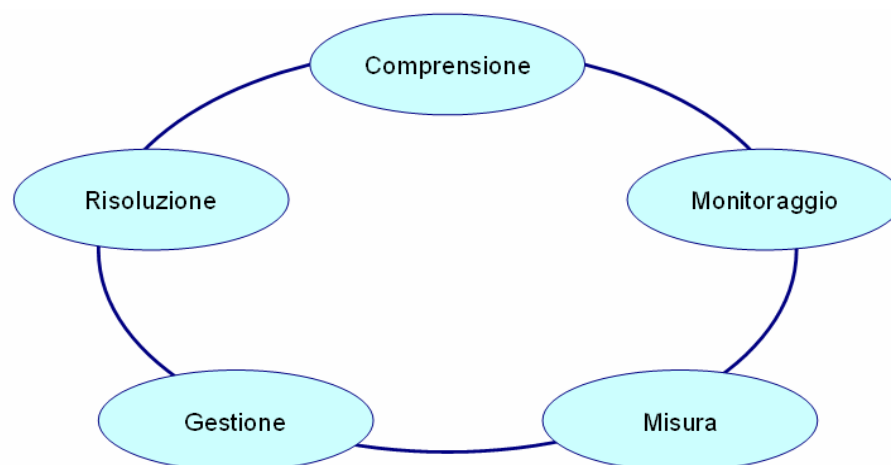 Comprensione
Risoluzione
Monitoraggio
Gestione
Misura